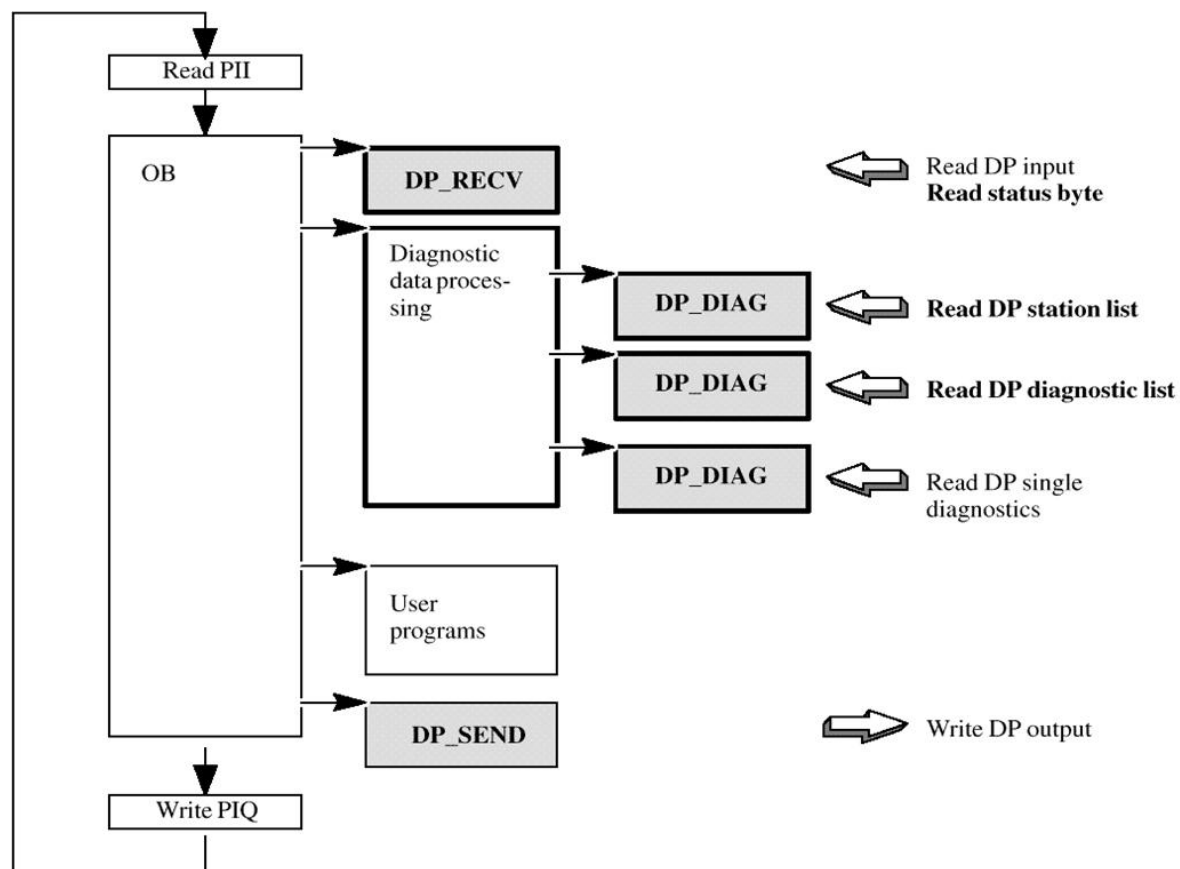 Read PII
OB
DP_RECV
Read DP input
Read status byte
Diagnostic
data proces-
sing
DP_DIAG
Read DP station list
DP_DIAG
Read DP diagnostic list
DP_DIAG
Read DP single
diagnostics
User
programs
DP_SEND
Write DP output
Write PIQ